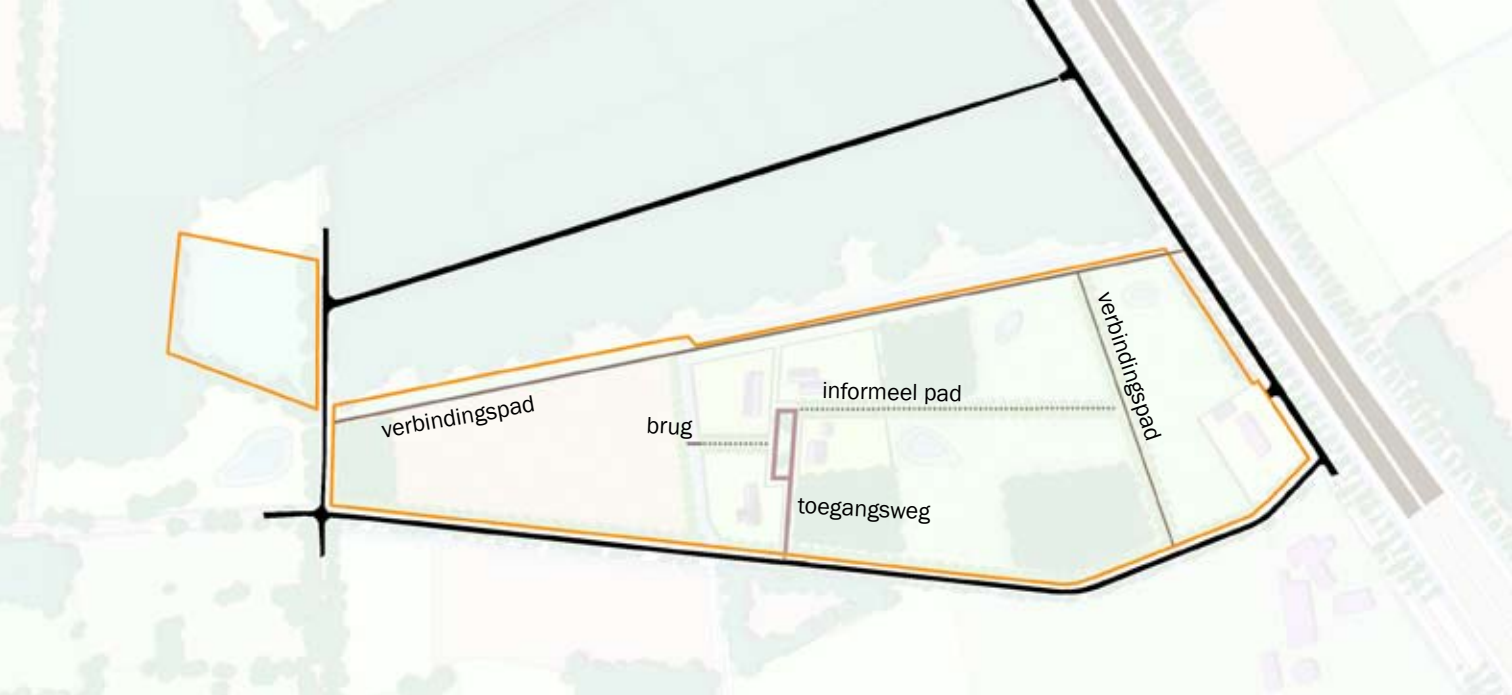 verbindingspad
informeel pad
verbindingspad
brug
toegangsweg